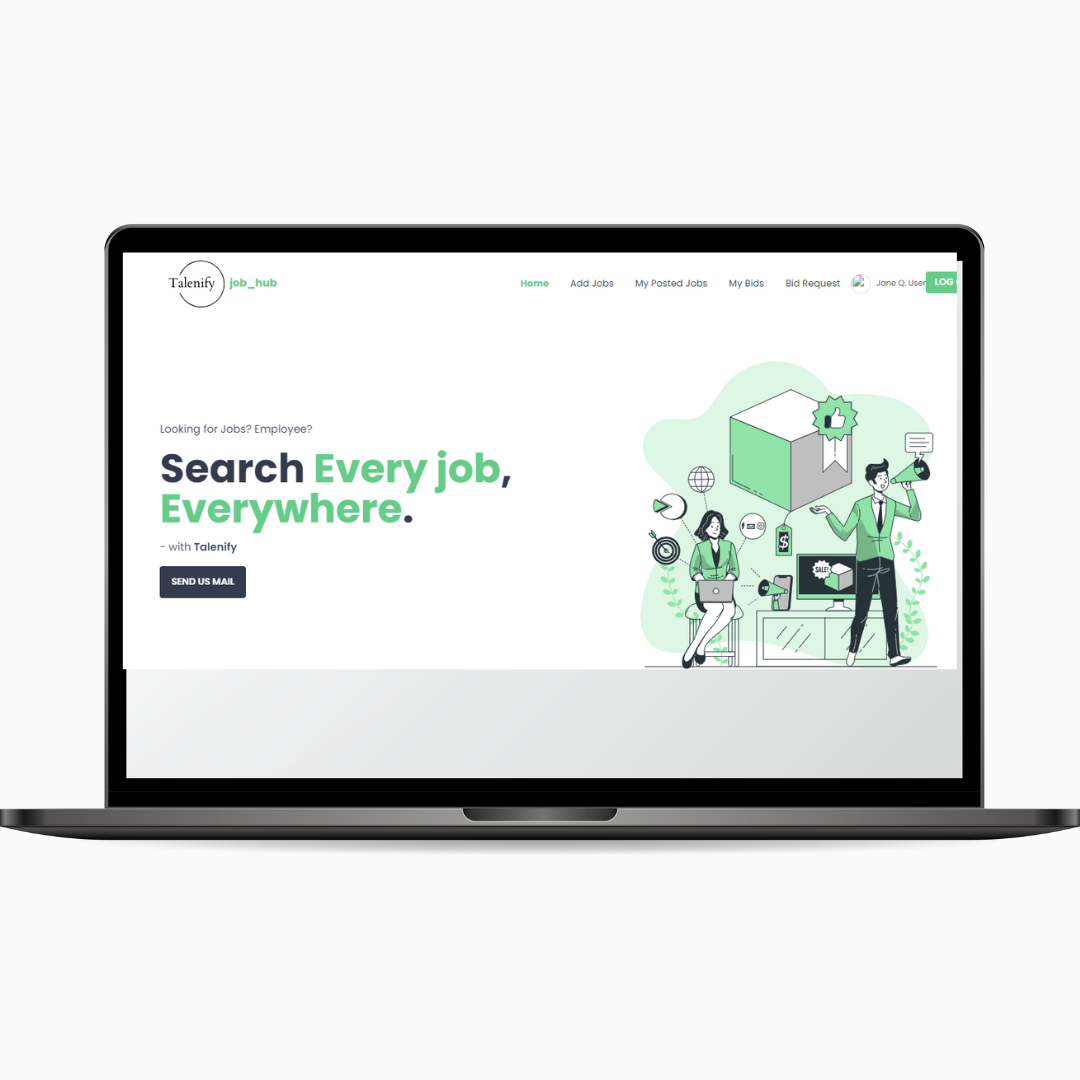 Talenify job_hub
Home Add Jobs My Posted Jobs My Bids Bid Request Jane Q. User LOG
Looking for Jobs? Employee?
Search Every job,
Everywhere.
- with Talenify
SEND US MAIL
f
$
SALE!